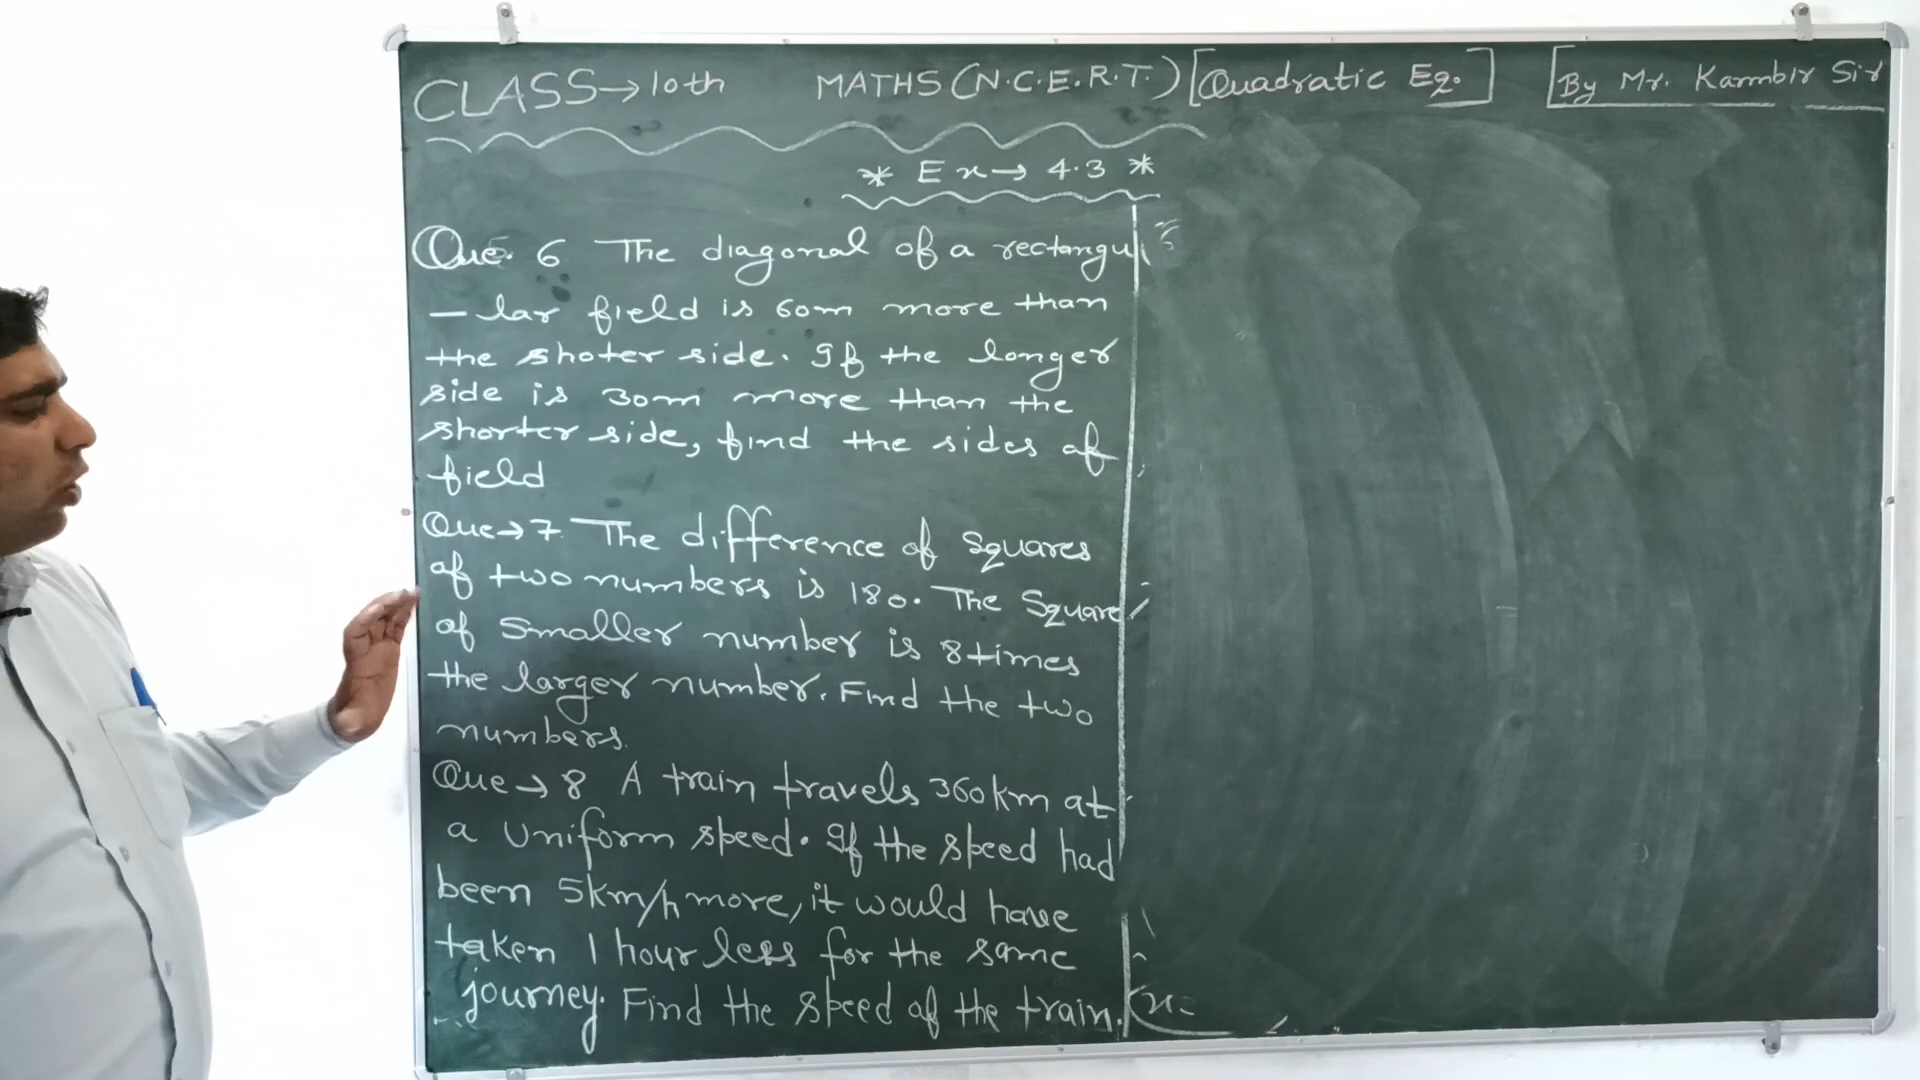 CLASS→10th MATHS(N.C.E.R.T.) [Quadratic Eq.] [By Mr. Karmbir Sir
* Ex→ 4.3 *
Que. 6 The diagonal of a rectangu
- lar field is 60m more than
the shoter side. If the longer
side is 30m more than the
shorter side, find the sides of
field
Que→7. The difference of Squares
of two numbers is 180. The Square
of smaller number is 8times
the larger number. Find the two
numbers.
Que→8 A train travels 360km at
a Uniform speed. If the speed had
been 5km/h more, it would have
taken 1 hour less for the same
journey. Find the speed of the train.